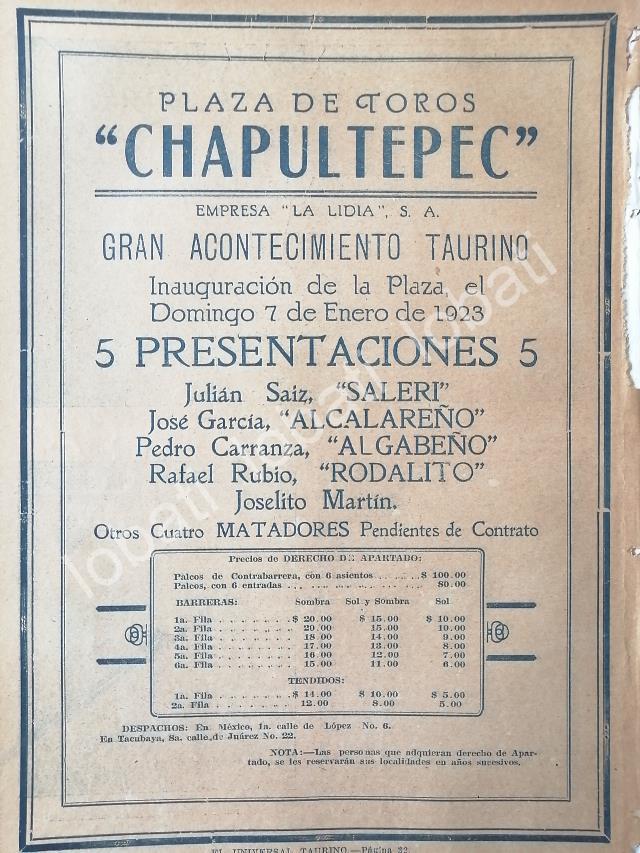 PLAZA DE TOROS
"CHAPULTEPEC"
EMPRESA "LA LIDIA", S. A.
GRAN ACONTECIMIENTO TAURINO
Inauguración de la Plaza, el
Domingo 7 de Enero de 1923
5 PRESENTACIONES 5
Julián Saiz, "SALERI"
José García, "ALCALAREÑO"
Pedro Carranza, "ALGABEÑO"
Rafael Rubio, "RODALITO"
Joselito Martín.
Otros Cuatro MATADORES Pendientes de Contrato
Precios de DERECHO DE APARTADO:
Palcos de Contrabarrera, con 6 asientos ....... $ 100.00
Palcos, con 6 entradas ... ................. 80.00
BARRERAS: Sombra Sol y Sombra Sol
1a. Fila ........ $ 20.00 $ 15.00 $ 10.00
2a. Fila ........ 20.00 15.00 10.00
3a. Fila ........ 18.00 14.00 9.00
4a. Fila ........ 17.00 13.00 8.00
5a. Fila ........ 16.00 12.00 7.00
6a. Fila ........ 15.00 11.00 6.00
TENDIDOS:
1a. Fila ........ $ 14.00 $ 10.00 $ 5.00
2a. Fila ........ 12.00 8.00 5.00
DESPACHOS: En México, 1a. calle de López No. 6.
En Tacubaya, 8a. calle de Juárez No. 22.
NOTA:—Las personas que adquieran derecho de Apar-
tado, se les reservarán sus localidades en años sucesivos.
EL UNIVERSAL TAURINO.—Página 32
lobati lobati lobati lobati